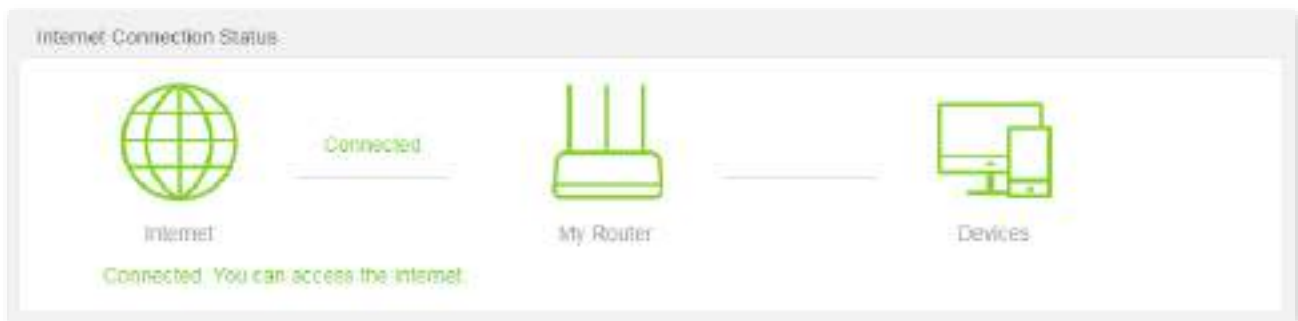 Internet Connection Status
Connected
Internet
My Router
Devices
Connected. You can access the internet.